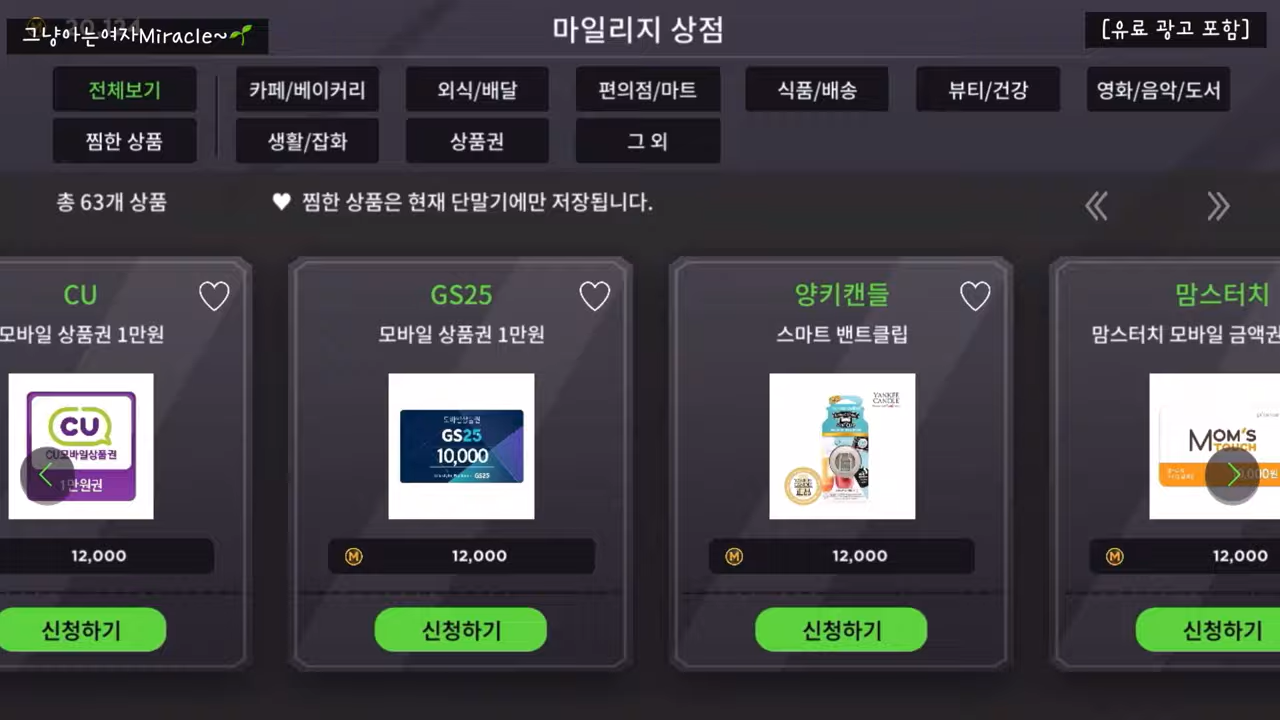 그냥아는여자Miracle~
마일리지 상점
[유료 광고 포함]
전체보기
카페/베이커리
외식/배달
편의점/마트
식품/배송
뷰티/건강
영화/음악/도서
찜한 상품
생활/잡화
상품권
그 외
총 63개 상품
♥ 찜한 상품은 현재 단말기에만 저장됩니다.
CU
모바일 상품권 1만원
CU
CU모바일상품권
1만원권
12,000
신청하기
GS25
모바일 상품권 1만원
모바일상품권
GS25
10,000
12,000
신청하기
양키캔들
스마트 밴트클립
YANKEE
CANDLE
12,000
신청하기
맘스터치
맘스터치 모바일 금액권
MOM'S
TOUCH
12,000
신청하기